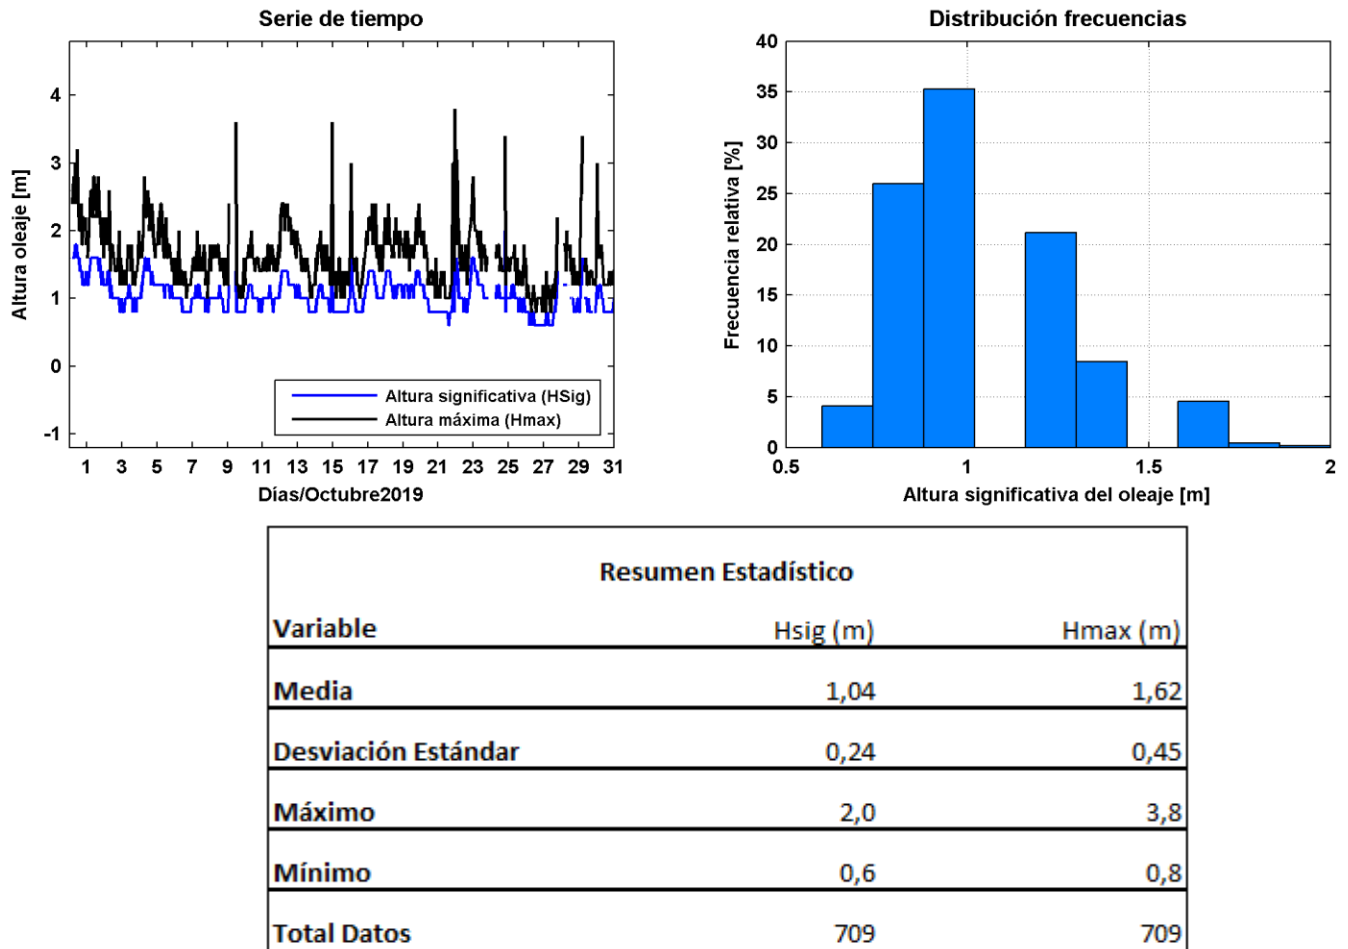 Serie de tiempo
Altura oleaje [m]
4
3
2
1
0
-1
Altura significativa (HSig)
Altura máxima (Hmax)
1 3 5 7 9 11 13 15 17 19 21 23 25 27 29 31
Días/Octubre2019
Distribución frecuencias
Frecuencia relativa [%]
40
35
30
25
20
15
10
5
0
0.5 1 1.5 2
Altura significativa del oleaje [m]
Resumen Estadístico
Variable Hsig (m) Hmax (m)
Media 1,04 1,62
Desviación Estándar 0,24 0,45
Máximo 2,0 3,8
Mínimo 0,6 0,8
Total Datos 709 709